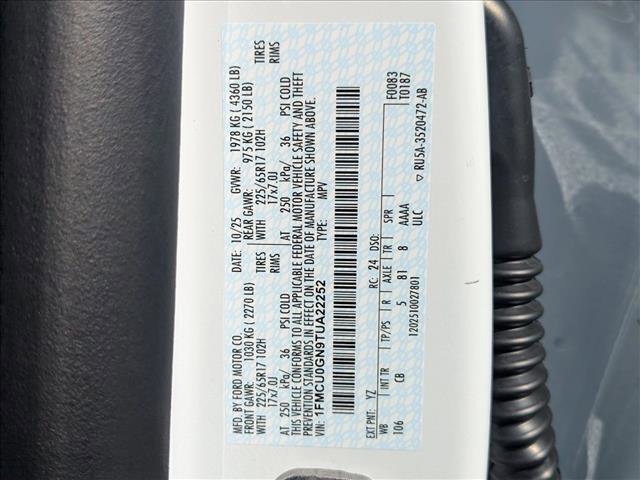 MFD. BY FORD MOTOR CO.
DATE: 10/25 GVWR: 1978 KG ( 4360 LB)
FRONT GAWR: 1030 KG ( 2270 LB) REAR GAWR: 975 KG ( 2150 LB)
WITH 225/65R17 102H TIRES WITH 225/65R17 102H TIRES
17x7.0J RIMS 17x7.0J RIMS
AT 250 kPa/ 36 PSI COLD AT 250 kPa/ 36 PSI COLD
THIS VEHICLE CONFORMS TO ALL APPLICABLE FEDERAL MOTOR VEHICLE SAFETY AND THEFT
PREVENTION STANDARDS IN EFFECT ON THE DATE OF MANUFACTURE SHOWN ABOVE.
VIN: 1FMCU0GN9TUA22252 TYPE: MPV
F0083
T0187
EXT PNT: YZ RC: 24 DSO:
WB INT TR TP/PS R AXLE TR SPR
106 CB 5 81 8 AAAA
ULC
1202510027801
▽ RU5A-3520472-AB